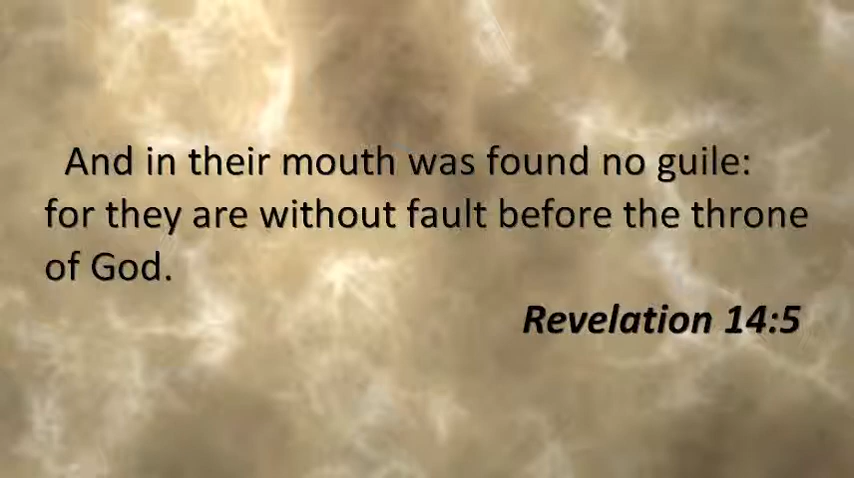 And in their mouth was found no guile:
for they are without fault before the throne
of God.
Revelation 14:5